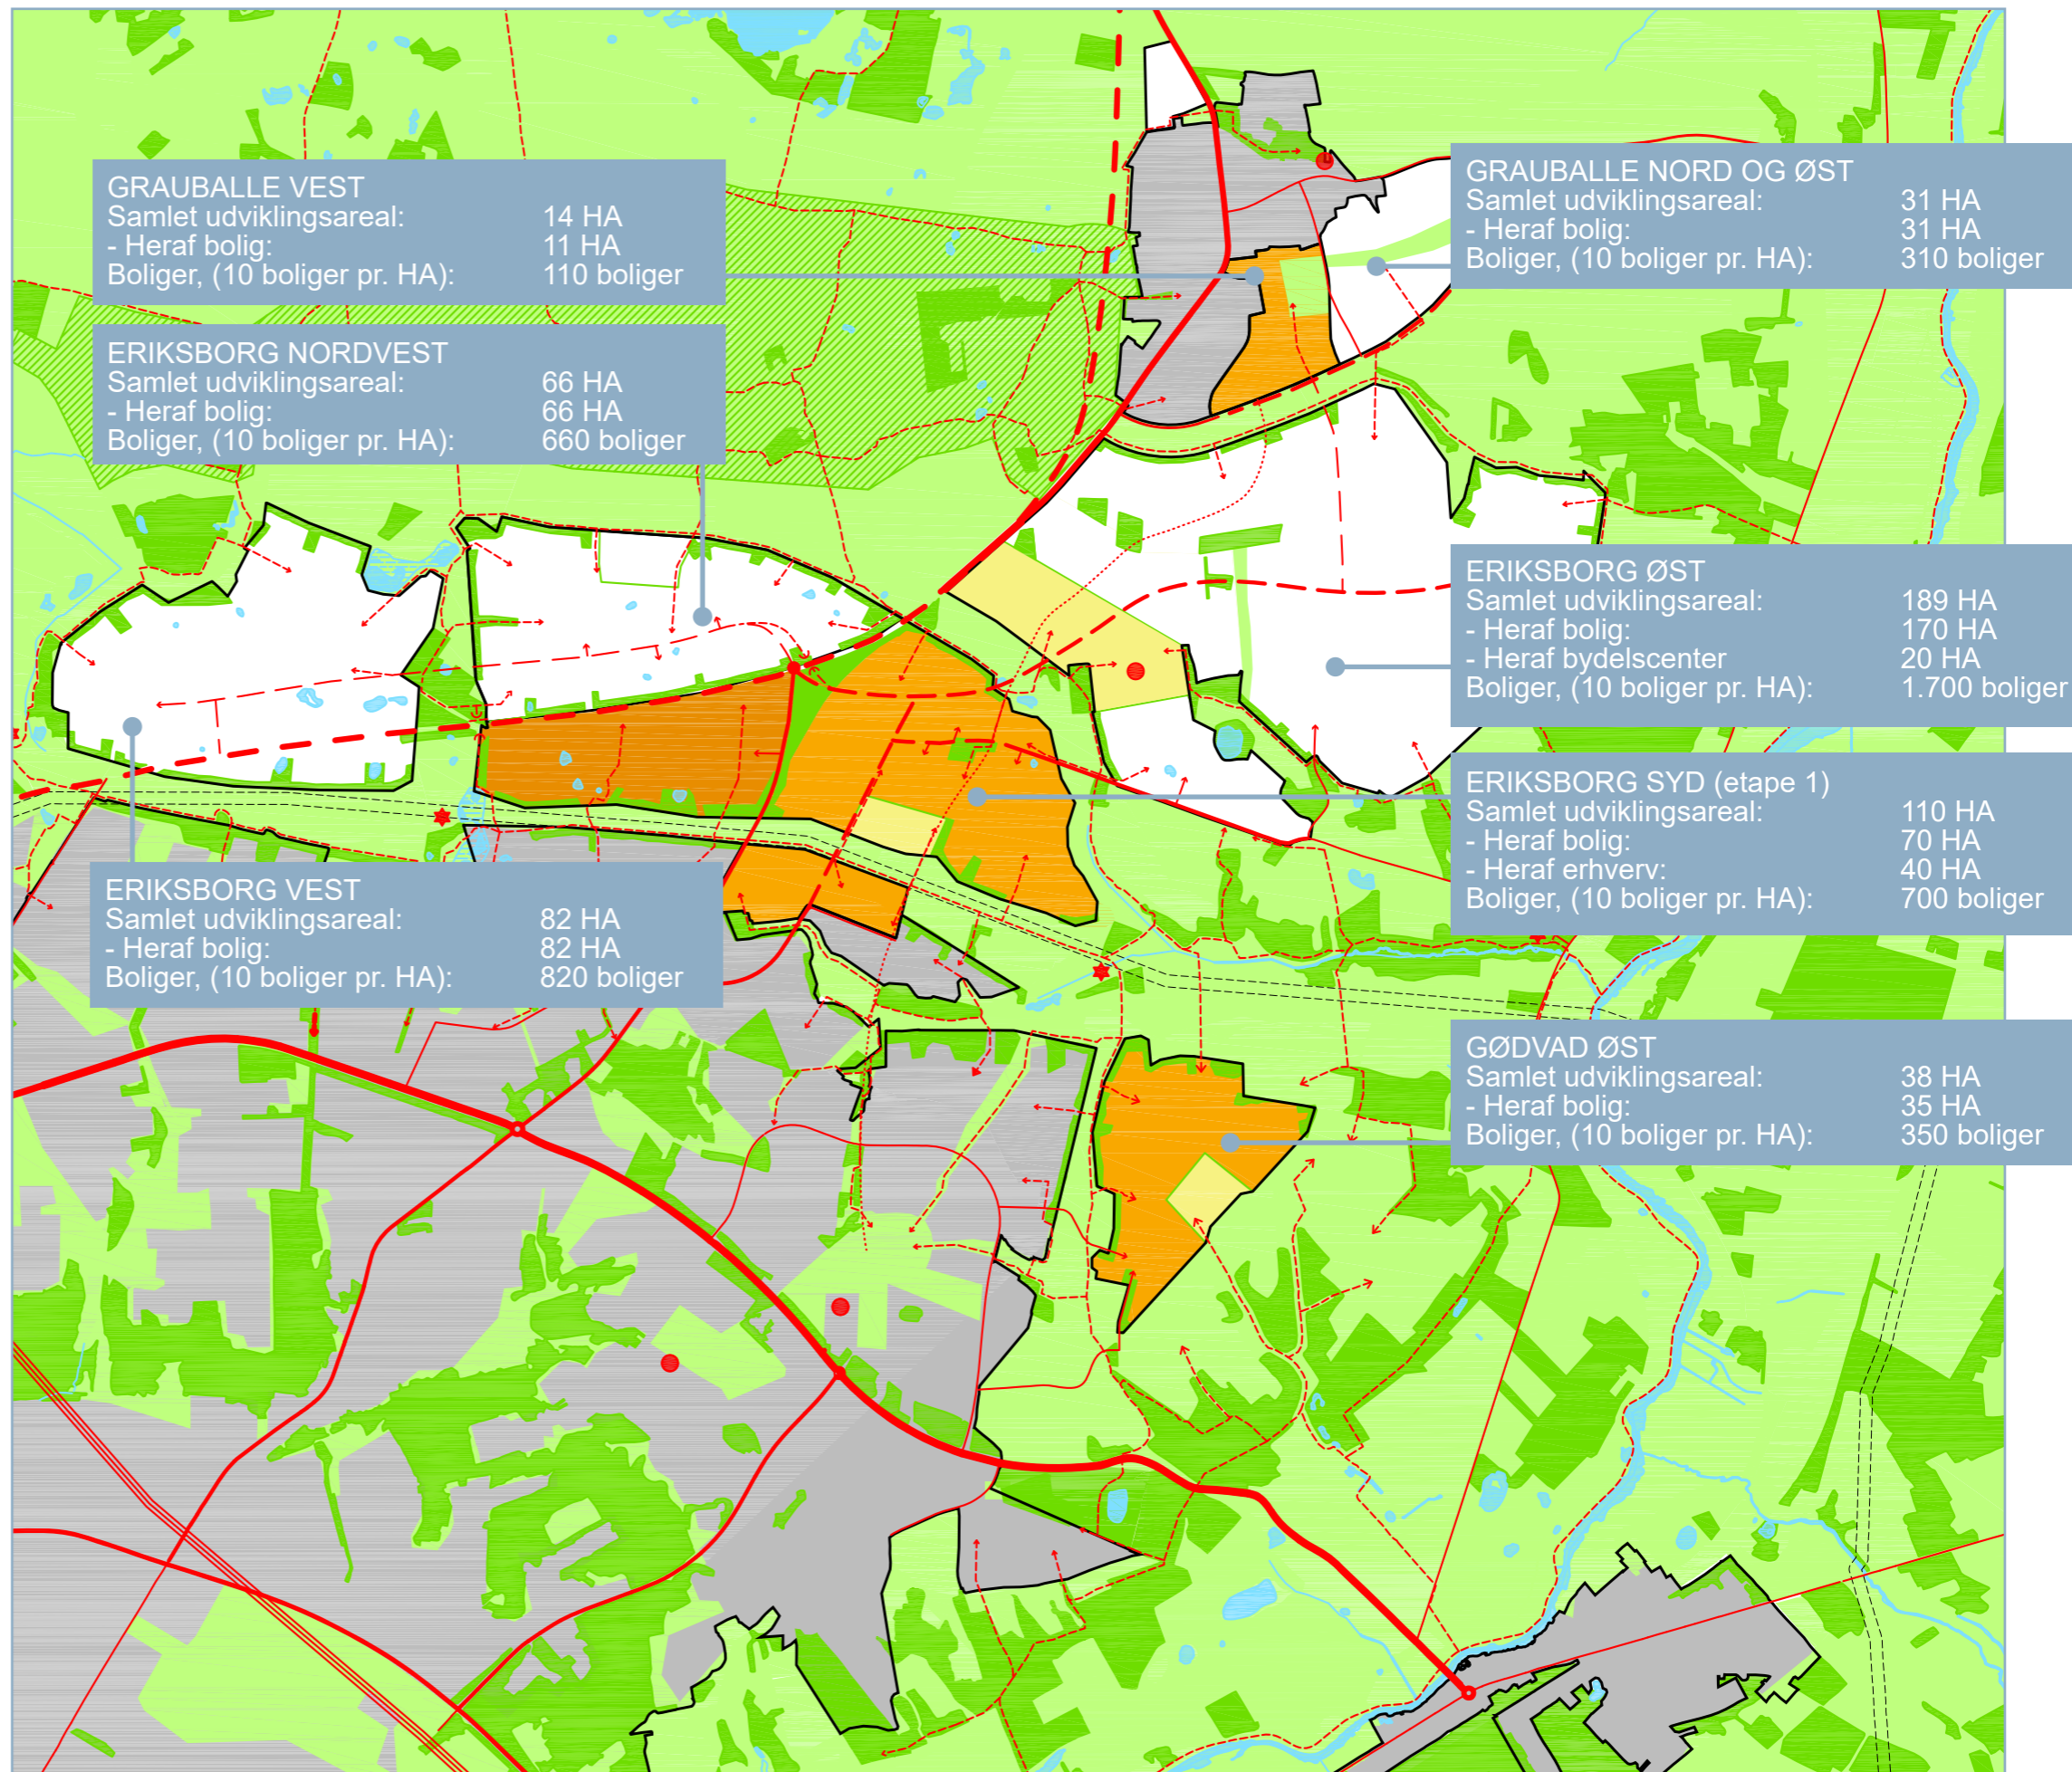 GRAUBALLE VEST
Samlet udviklingsareal: 14 HA
- Heraf bolig: 11 HA
Boliger, (10 boliger pr. HA): 110 boliger
GRAUBALLE NORD OG ØST
Samlet udviklingsareal: 31 HA
- Heraf bolig: 31 HA
Boliger, (10 boliger pr. HA): 310 boliger
ERIKSBORG NORDVEST
Samlet udviklingsareal: 66 HA
- Heraf bolig: 66 HA
Boliger, (10 boliger pr. HA): 660 boliger
ERIKSBORG ØST
Samlet udviklingsareal: 189 HA
- Heraf bolig: 170 HA
- Heraf bydelscenter 20 HA
Boliger, (10 boliger pr. HA): 1.700 boliger
ERIKSBORG SYD (etape 1)
Samlet udviklingsareal: 110 HA
- Heraf bolig: 70 HA
- Heraf erhverv: 40 HA
Boliger, (10 boliger pr. HA): 700 boliger
ERIKSBORG VEST
Samlet udviklingsareal: 82 HA
- Heraf bolig: 82 HA
Boliger, (10 boliger pr. HA): 820 boliger
GØDVAD ØST
Samlet udviklingsareal: 38 HA
- Heraf bolig: 35 HA
Boliger, (10 boliger pr. HA): 350 boliger